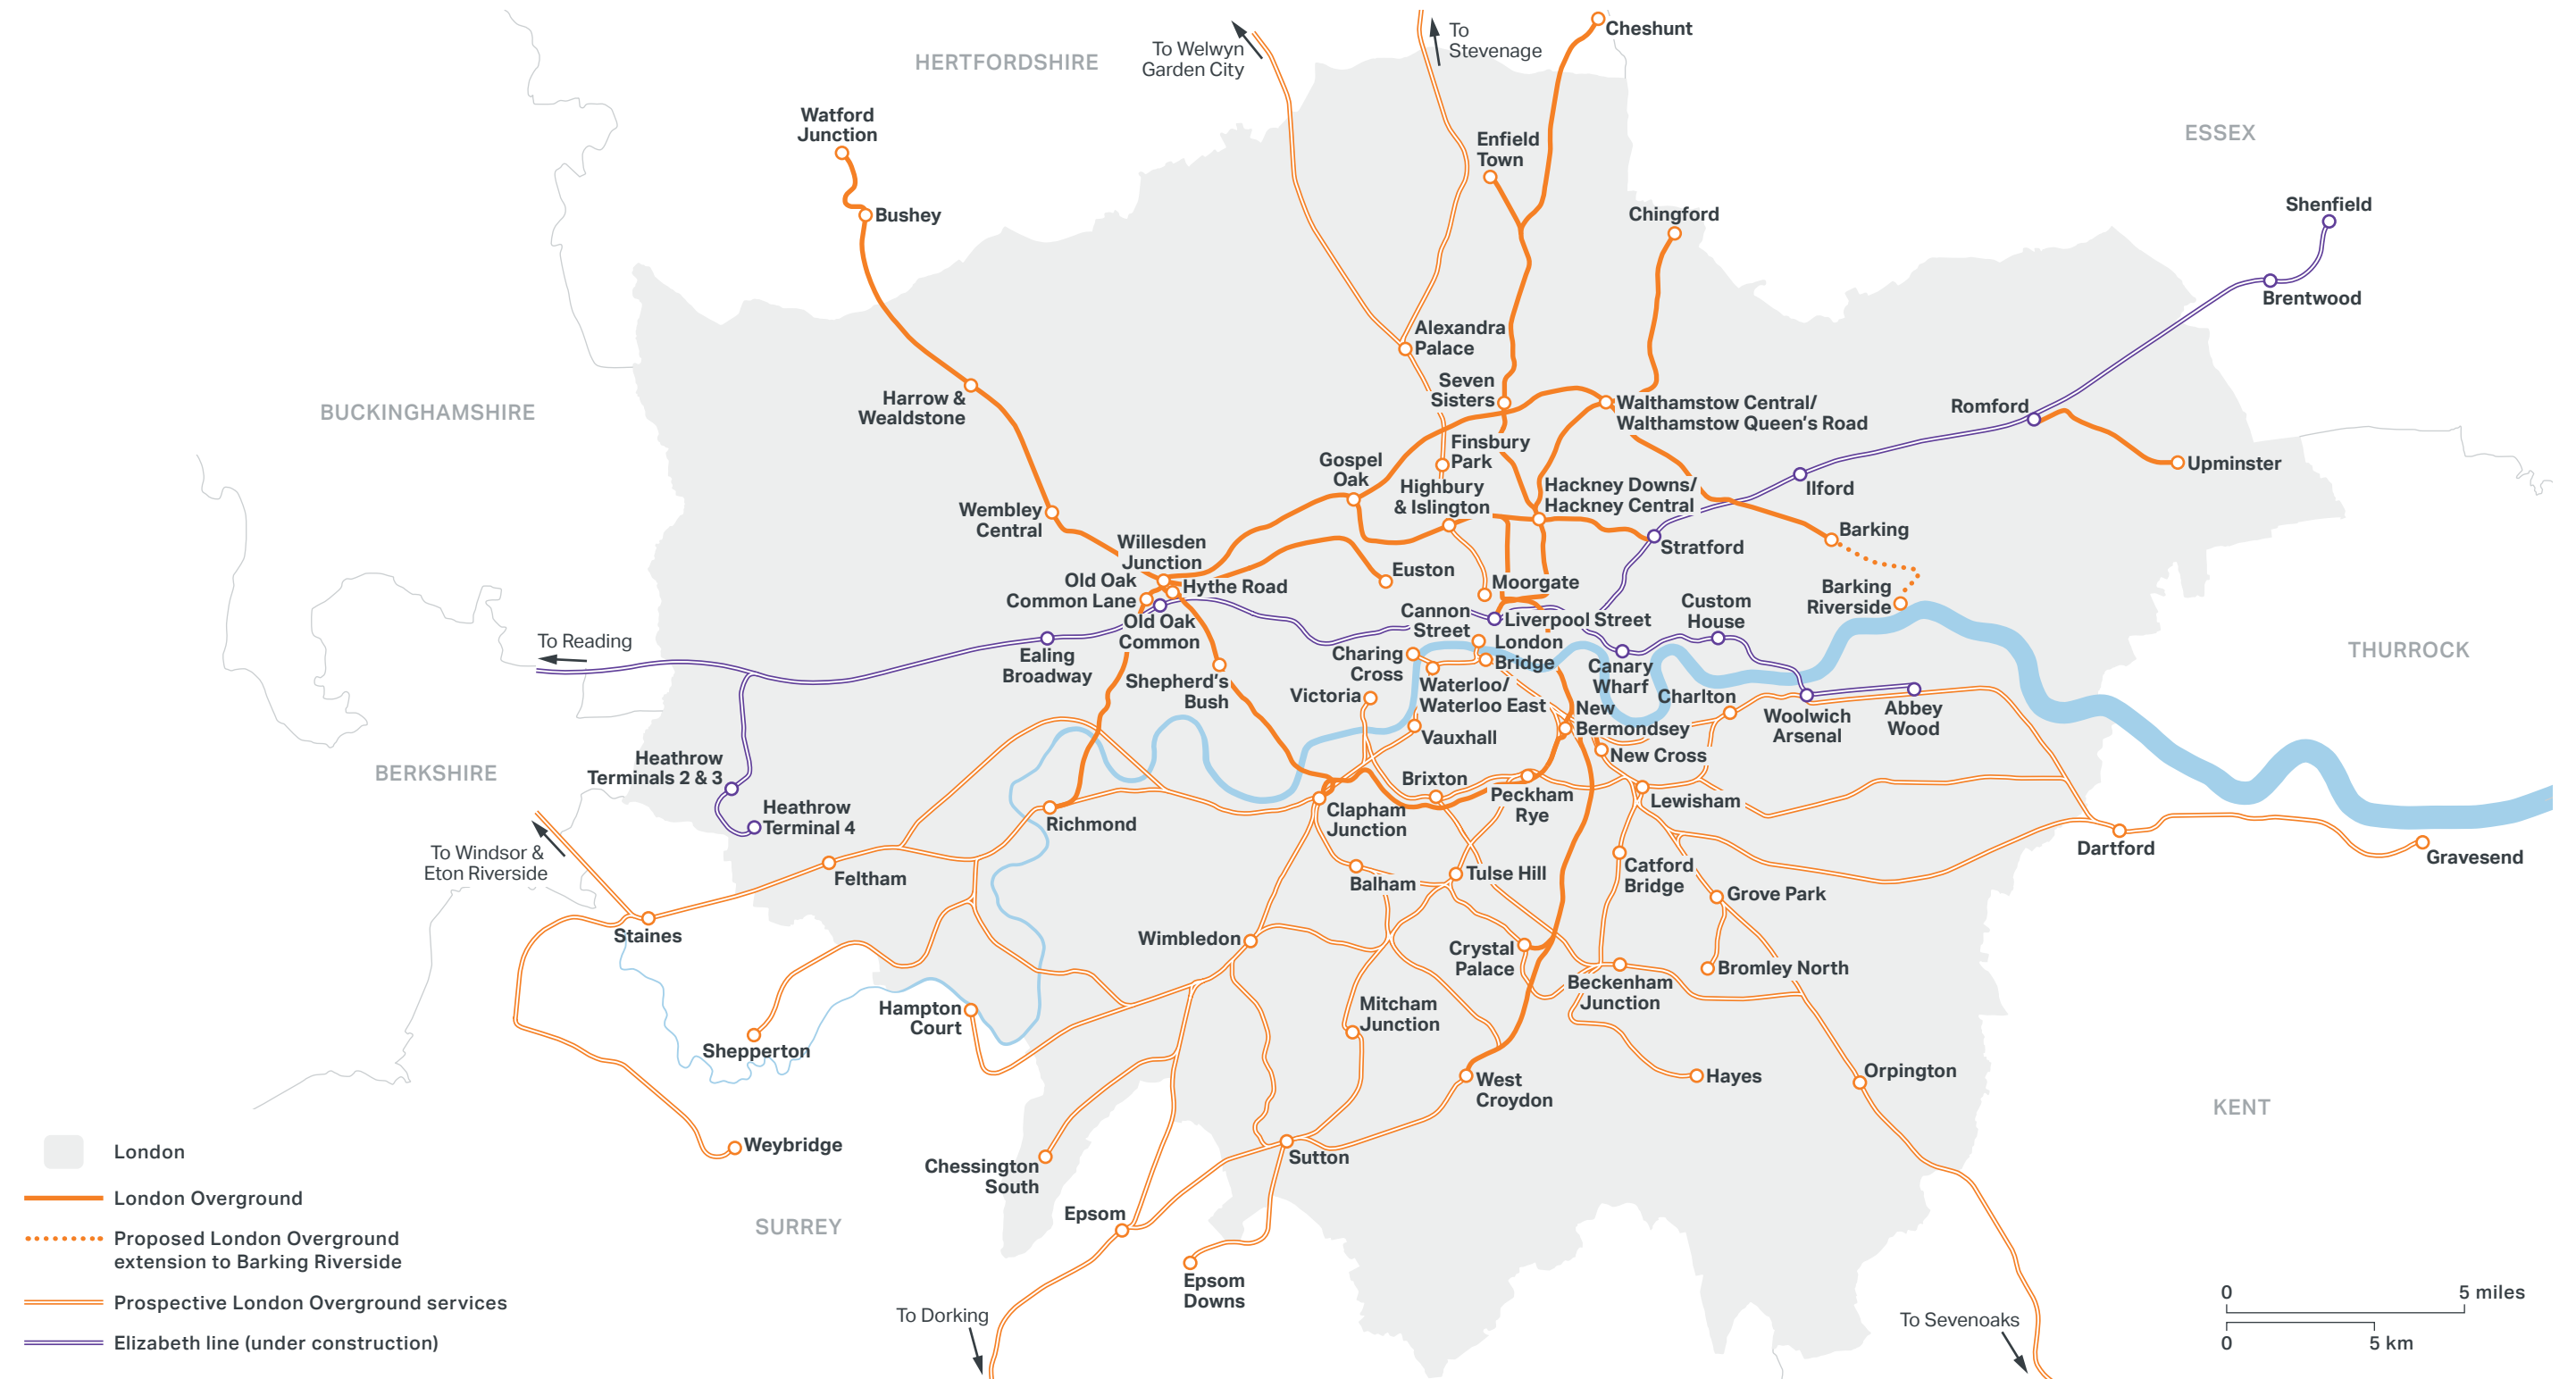 To Welwyn
Garden City
To
Stevenage
Cheshunt
HERTFORDSHIRE
Watford
Junction
Enfield
Town
ESSEX
Bushey
Chingford
Shenfield
Brentwood
Alexandra
Palace
Harrow &
Wealdstone
Seven
Sisters
Walthamstow Central/
Walthamstow Queen's Road
BUCKINGHAMSHIRE
Romford
Finsbury
Park
Gospel
Oak
Upminster
Highbury
& Islington
Hackney Downs/
Hackney Central
Ilford
Wembley
Central
Barking
Willesden
Junction
Stratford
Euston
Old Oak
Common Lane
Hythe Road
Moorgate
Barking
Riverside
Old Oak
Common
Cannon
Street
Liverpool Street
Custom
House
To Reading
Ealing
Broadway
London
Bridge
THURROCK
Charing
Cross
Canary
Wharf
Shepherd's
Bush
Victoria
Waterloo/
Waterloo East
Charlton
Woolwich
Arsenal
Abbey
Wood
New
Bermondsey
Vauxhall
New Cross
BERKSHIRE
Heathrow
Terminals 2 & 3
Heathrow
Terminal 4
Brixton
Peckham
Rye
Lewisham
Richmond
Clapham
Junction
To Windsor &
Eton Riverside
Dartford
Gravesend
Feltham
Balham
Tulse Hill
Catford
Bridge
Grove Park
Staines
Wimbledon
Crystal
Palace
Beckenham
Junction
Bromley North
Hampton
Court
Mitcham
Junction
Shepperton
West
Croydon
Hayes
Orpington
KENT
Weybridge
Chessington
South
Sutton
Epsom
SURREY
Epsom
Downs
To Dorking
To Sevenoaks
London
London Overground
Proposed London Overground
extension to Barking Riverside
Prospective London Overground services
Elizabeth line (under construction)
0 5 miles
0 5 km